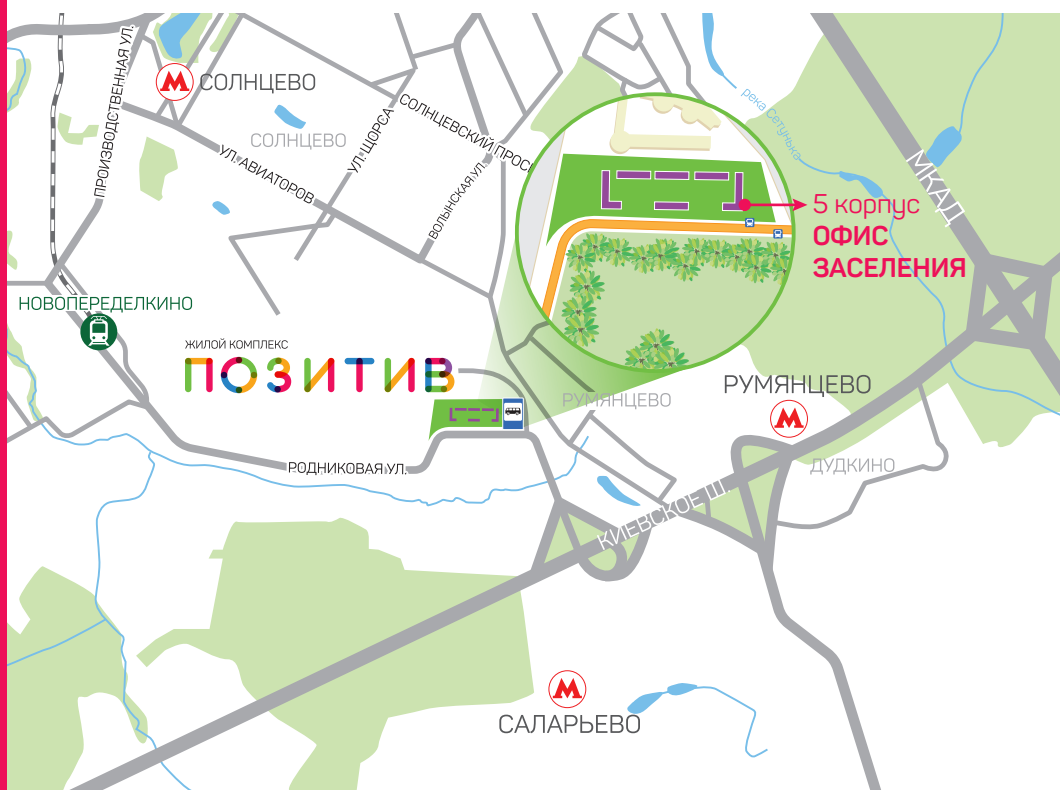 ПРОИЗВОДСТВЕННАЯ УЛ.
СОЛНЦЕВО
СОЛНЦЕВО
УЛ. АВИАТОРОВ
УЛ. ЩОРСА
СОЛНЦЕВСКИЙ ПРОС
ВОЛЫНСКАЯ УЛ.
река Сетунька
МКАД
5 корпус
ОФИС
ЗАСЕЛЕНИЯ
НОВОПЕРЕДЕЛКИНО
ЖИЛОЙ КОМПЛЕКС
ПОЗИТИВ
РУМЯНЦЕВО
РУМЯНЦЕВО
РОДНИКОВАЯ УЛ.
ДУДКИНО
КИЕВСКОЕ Ш.
САЛАРЬЕВО